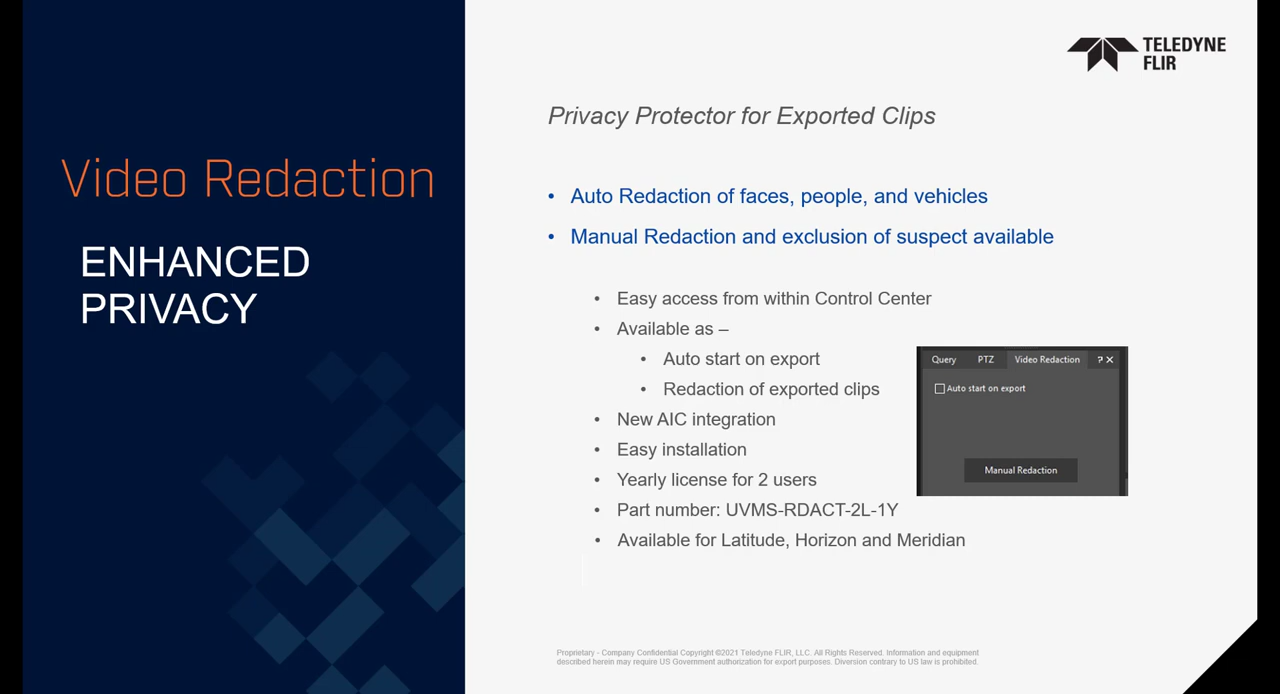 TELEDYNE
FLIR
Video Redaction
ENHANCED
PRIVACY
Privacy Protector for Exported Clips
• Auto Redaction of faces, people, and vehicles
• Manual Redaction and exclusion of suspect available
• Easy access from within Control Center
• Available as –
• Auto start on export
• Redaction of exported clips
• New AIC integration
• Easy installation
• Yearly license for 2 users
• Part number: UVMS-RDACT-2L-1Y
• Available for Latitude, Horizon and Meridian
Query PTZ Video Redaction ? ✕
Auto start on export
Manual Redaction
Proprietary - Company Confidential Copyright ©2021 Teledyne FLIR, LLC. All Rights Reserved. Information and equipment
described herein may require US Government authorization for export purposes. Diversion contrary to US law is prohibited.